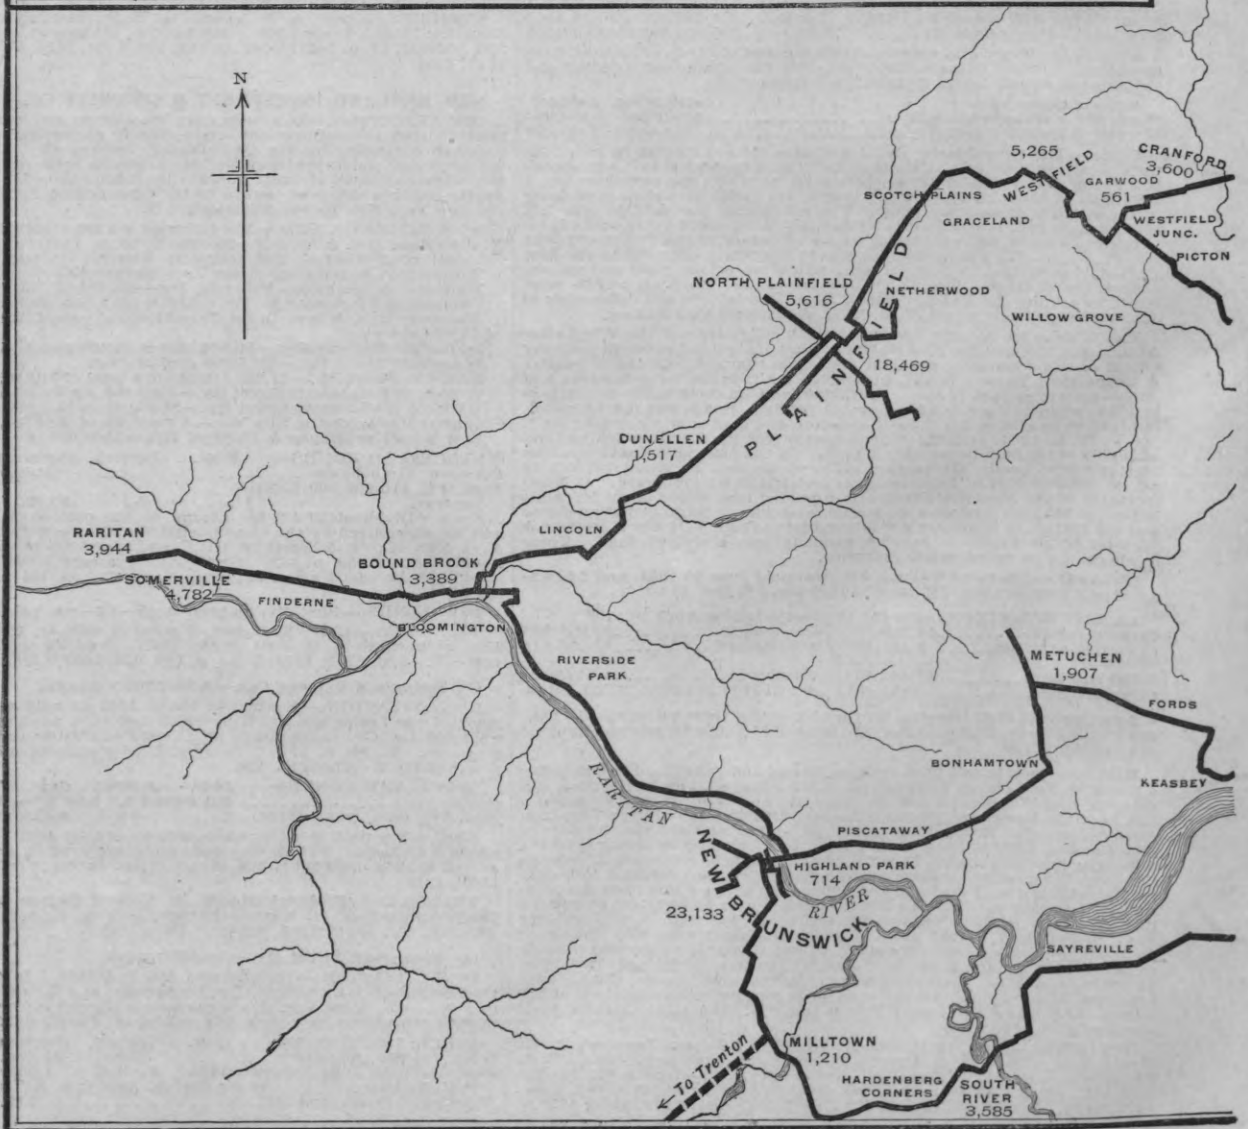 N
5,265
WESTFIELD
CRANFORD
3,600
GARWOOD
561
SCOTCH PLAINS
GRACELAND
WESTFIELD
JUNC.
PICTON
NORTH PLAINFIELD
5,616
NETHERWOOD
WILLOW GROVE
PLAINFIELD
18,469
DUNELLEN
1,517
LINCOLN
RARITAN
3,944
BOUND BROOK
3,389
SOMERVILLE
4,782
FINDERNE
BLOOMINGTON
RIVERSIDE
PARK
METUCHEN
1,907
FORDS
BONHAMTOWN
KEASBEY
RARITAN
PISCATAWAY
HIGHLAND PARK
714
RIVER
NEW BRUNSWICK
23,133
SAYREVILLE
← To Trenton
MILLTOWN
1,210
HARDENBERG
CORNERS
SOUTH
RIVER
3,585